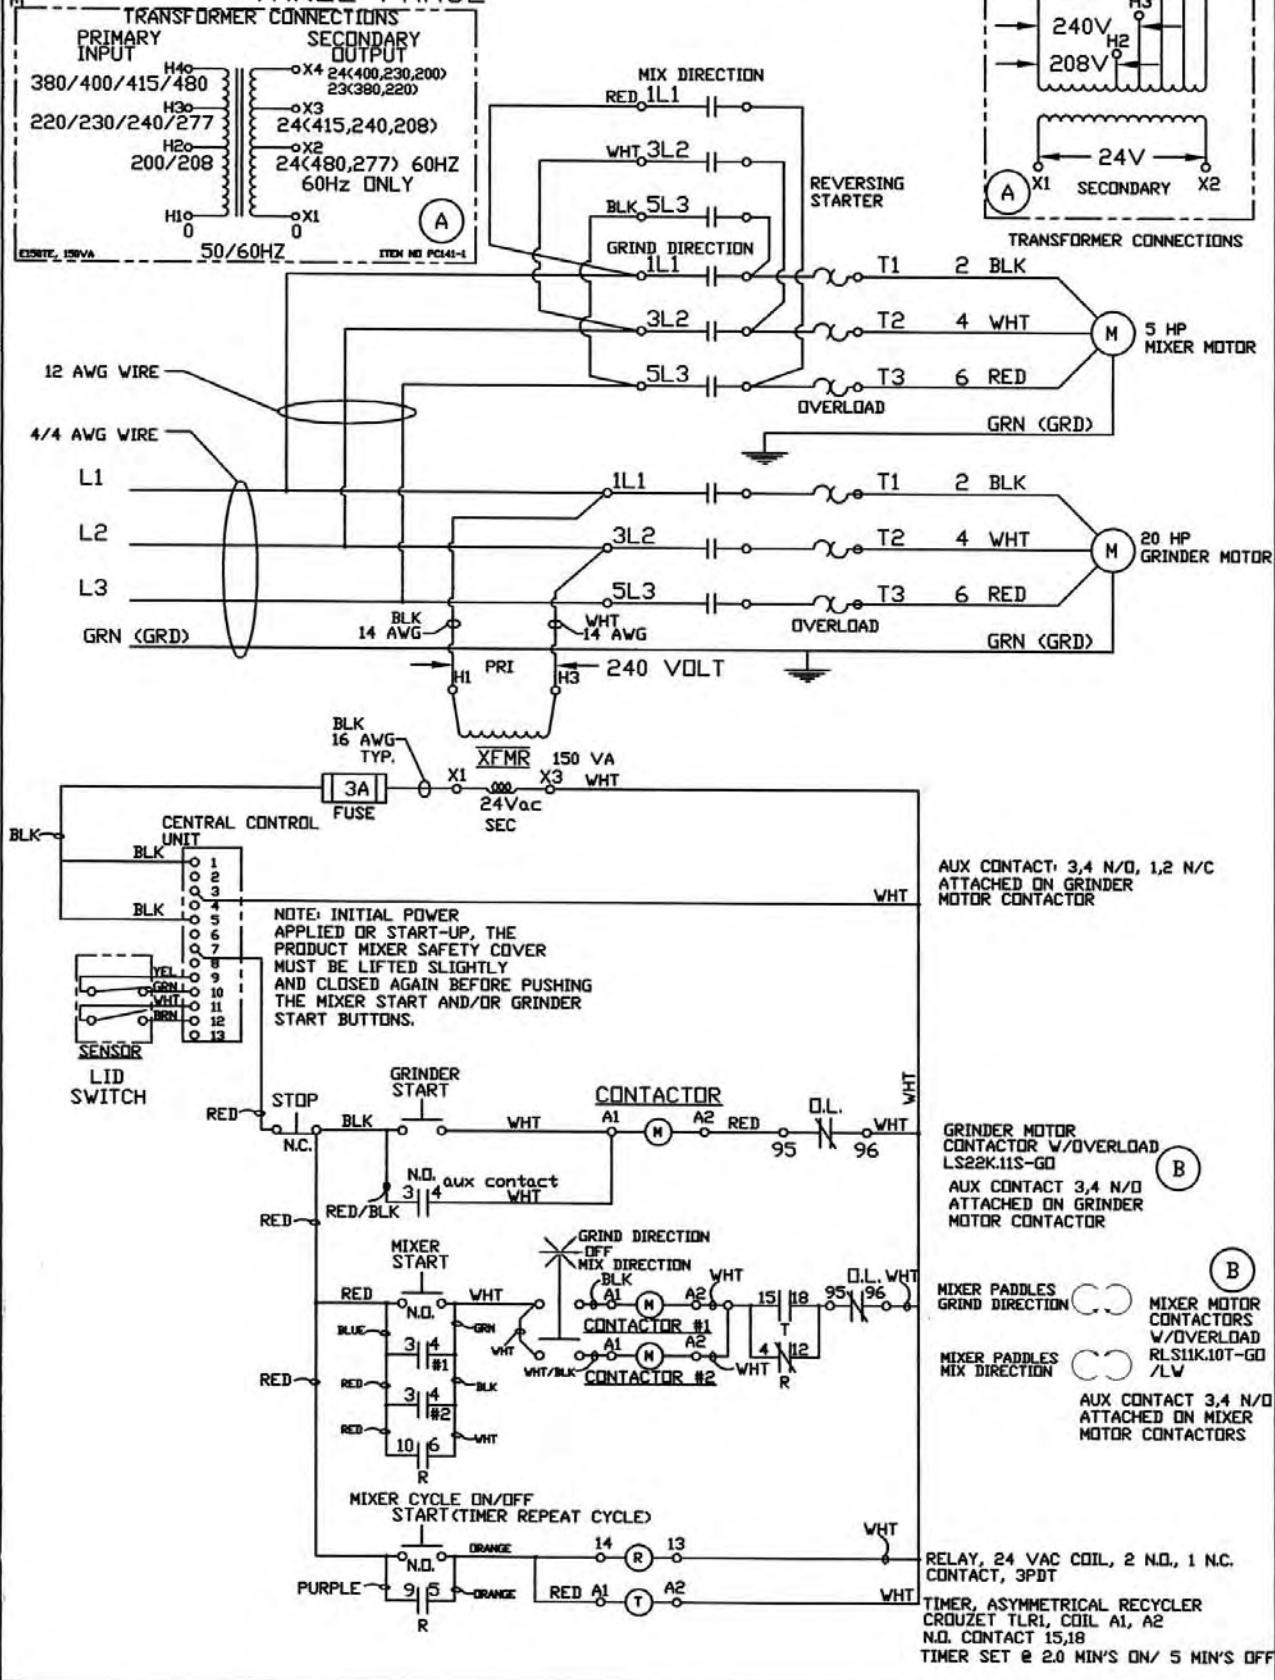 TRANSFORMER CONNECTIONS
PRIMARY
INPUT
SECONDARY
OUTPUT
H4
380/400/415/480
X4 24(400,230,200)
23(380,220)
H3
220/230/240/277
X3
24(415,240,208)
H2
200/208
X2
24(480,277) 60HZ
60Hz ONLY
H1
0
X1
0
50/60HZ
A
E150TE, 150VA
ITEM NO PC141-1
H3
240V
H2
208V
24V
X1
SECONDARY
X2
A
TRANSFORMER CONNECTIONS
MIX DIRECTION
RED 1L1
WHT 3L2
BLK 5L3
REVERSING
STARTER
GRIND DIRECTION
1L1
T1 2 BLK
3L2
T2 4 WHT
M
5 HP
MIXER MOTOR
5L3
T3 6 RED
OVERLOAD
GRN (GRD)
12 AWG WIRE
4/4 AWG WIRE
L1
1L1
T1 2 BLK
L2
3L2
T2 4 WHT
M
20 HP
GRINDER MOTOR
L3
5L3
T3 6 RED
OVERLOAD
GRN (GRD)
GRN (GRD)
BLK
14 AWG
WHT
14 AWG
PRI
240 VOLT
H1
H3
BLK
16 AWG
TYP.
XFMR 150 VA
3A
FUSE
X1
X3
WHT
24Vac
SEC
BLK
CENTRAL CONTROL
UNIT
BLK
BLK
1
2
3
4
5
6
7
8
9
10
11
12
13
YEL
GRN
WHT
BRN
SENSOR
LID
SWITCH
WHT
AUX CONTACT: 3,4 N/O, 1,2 N/C
ATTACHED ON GRINDER
MOTOR CONTACTOR
NOTE: INITIAL POWER
APPLIED OR START-UP, THE
PRODUCT MIXER SAFETY COVER
MUST BE LIFTED SLIGHTLY
AND CLOSED AGAIN BEFORE PUSHING
THE MIXER START AND/OR GRINDER
START BUTTONS.
WHT
RED
STOP
N.C.
GRINDER
START
BLK
WHT
CONTACTOR
A1
M
A2
RED
O.L.
95
96
WHT
N.O. aux contact
3 4
WHT
RED/BLK
GRINDER MOTOR
CONTACTOR W/OVERLOAD
LS22K.11S-GO
B
AUX CONTACT 3,4 N/O
ATTACHED ON GRINDER
MOTOR CONTACTOR
RED
MIXER
START
RED
N.O.
WHT
GRIND DIRECTION
OFF
MIX DIRECTION
BLK
A1
M
A2
WHT
CONTACTOR #1
15 18
T
O.L. WHT
95 96
BLUE
3 4
#1
GRN
WHT
WHT/BLK
A1
M
A2
CONTACTOR #2
WHT
4 12
R
RED
RED
3 4
#2
BLK
RED
10 6
R
WHT
MIXER PADDLES
GRIND DIRECTION
MIXER PADDLES
MIX DIRECTION
B
MIXER MOTOR
CONTACTORS
W/OVERLOAD
RLS11K.10T-GO
/LW
AUX CONTACT 3,4 N/O
ATTACHED ON MIXER
MOTOR CONTACTORS
MIXER CYCLE ON/OFF
START(TIMER REPEAT CYCLE)
N.O.
ORANGE
14
R
13
WHT
PURPLE
9 5
R
ORANGE
RED A1
T
A2
WHT
RELAY, 24 VAC COIL, 2 N.O., 1 N.C.
CONTACT, 3PDT
TIMER, ASYMMETRICAL RECYCLER
CROUZET TLR1, COIL A1, A2
N.O. CONTACT 15,18
TIMER SET @ 2.0 MIN'S ON/ 5 MIN'S OFF